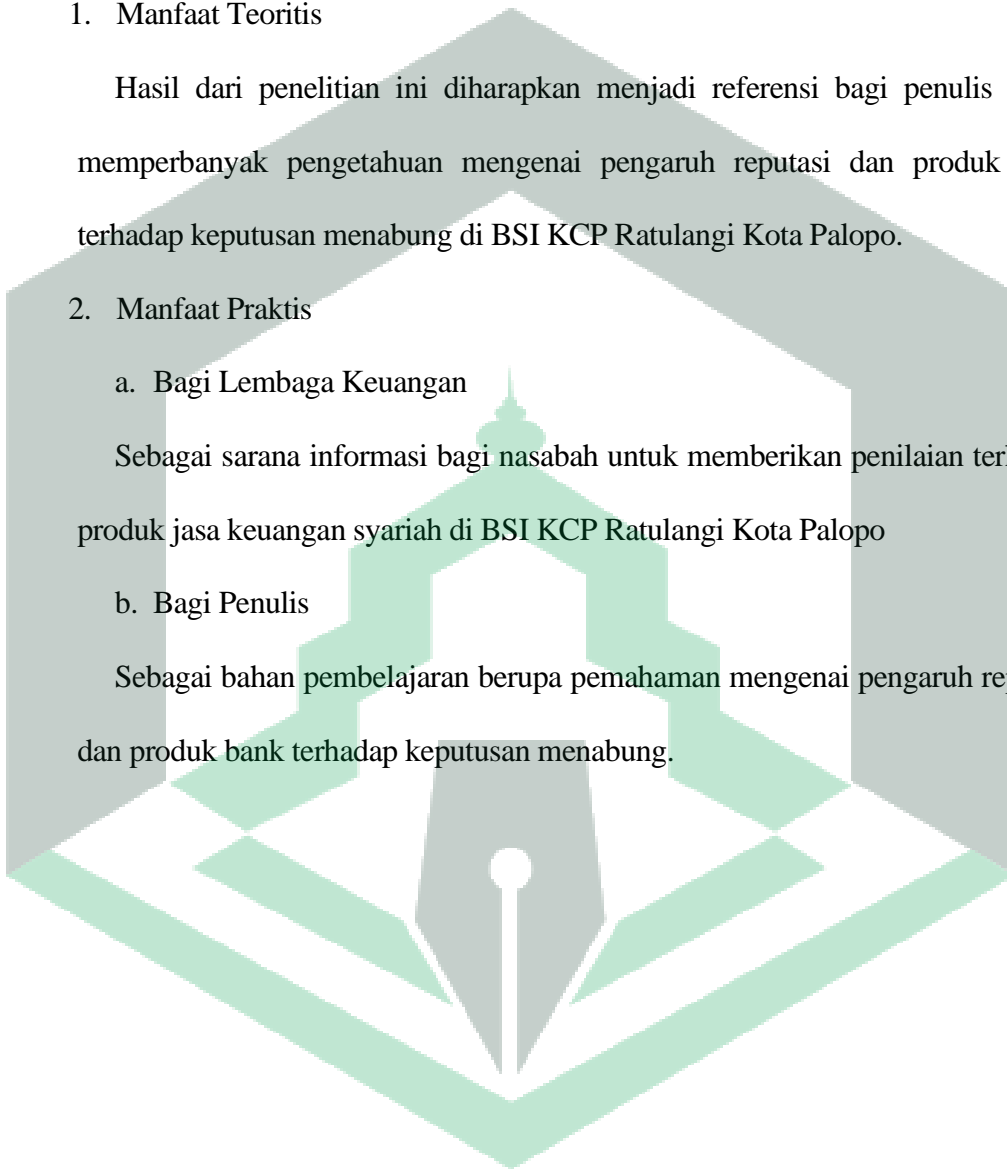 1. Manfaat Teoritis
Hasil dari penelitian ini diharapkan menjadi referensi bagi penulis
memperbanyak pengetahuan mengenai pengaruh reputasi dan produk
terhadap keputusan menabung di BSI KCP Ratulangi Kota Palopo.
2. Manfaat Praktis
a. Bagi Lembaga Keuangan
Sebagai sarana informasi bagi nasabah untuk memberikan penilaian
produk jasa keuangan syariah di BSI KCP Ratulangi Kota Palopo
b. Bagi Penulis
Sebagai bahan pembelajaran berupa pemahaman mengenai pengaruh
dan produk bank terhadap keputusan menabung.